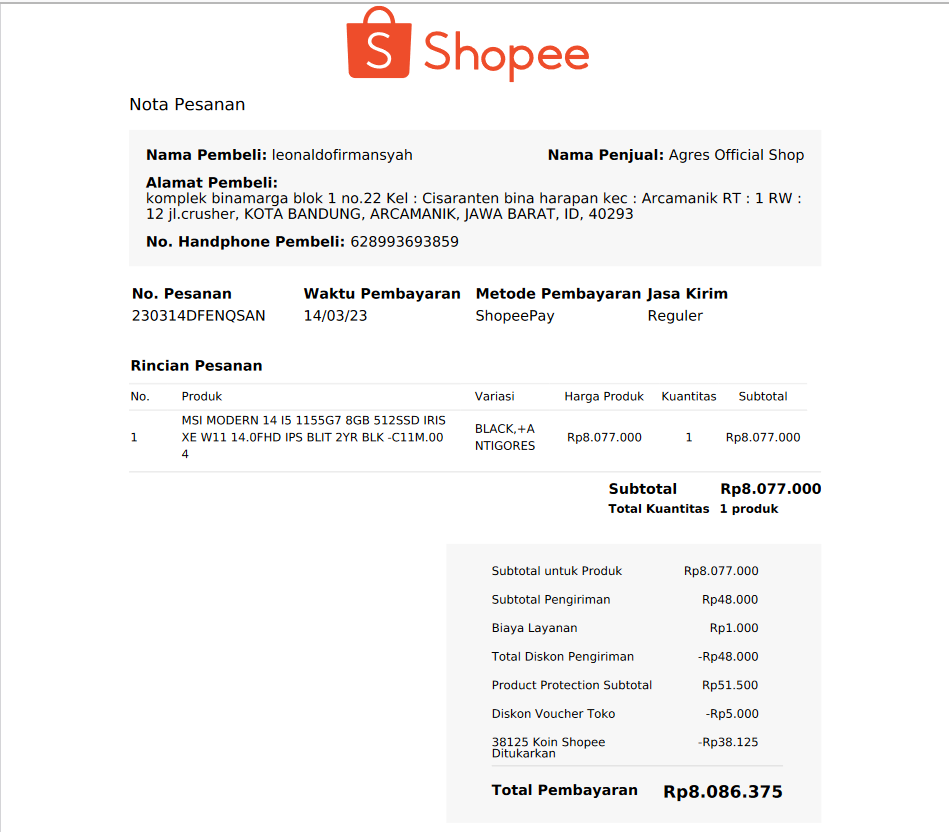 Shopee
Nota Pesanan
Nama Pembeli: leonaldofirmansyah
Nama Penjual: Agres Official Shop
Alamat Pembeli:
komplek binamarga blok 1 no.22 Kel : Cisaranten bina harapan kec : Arcamanik RT : 1 RW :
12 jl.crusher, KOTA BANDUNG, ARCAMANIK, JAWA BARAT, ID, 40293
No. Handphone Pembeli: 628993693859
No. Pesanan Waktu Pembayaran Metode Pembayaran Jasa Kirim
230314DFENQSAN 14/03/23 ShopeePay Reguler
Rincian Pesanan
No. Produk Variasi Harga Produk Kuantitas Subtotal
1
MSI MODERN 14 I5 1155G7 8GB 512SSD IRIS
XE W11 14.0FHD IPS BLIT 2YR BLK -C11M.00
4
BLACK,+A
NTIGORES
Rp8.077.000 1 Rp8.077.000
Subtotal Rp8.077.000
Total Kuantitas 1 produk
Subtotal untuk Produk Rp8.077.000
Subtotal Pengiriman Rp48.000
Biaya Layanan Rp1.000
Total Diskon Pengiriman -Rp48.000
Product Protection Subtotal Rp51.500
Diskon Voucher Toko -Rp5.000
38125 Koin Shopee
Ditukarkan
-Rp38.125
Total Pembayaran Rp8.086.375